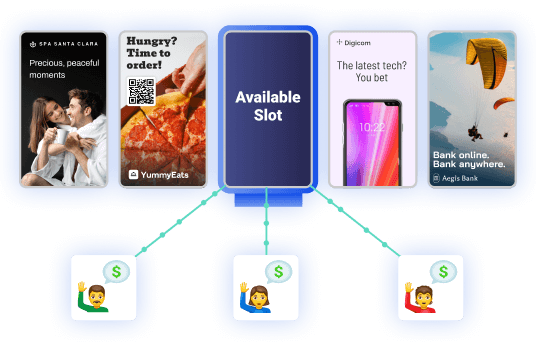 SPA SANTA CLARA
Precious, peaceful
moments
Hungry?
Time to
order!
YummyEats
Available
Slot
Digicom
The latest tech?
You bet
10:22
Bank online.
Bank anywhere.
Aegis Bank
$
$
$